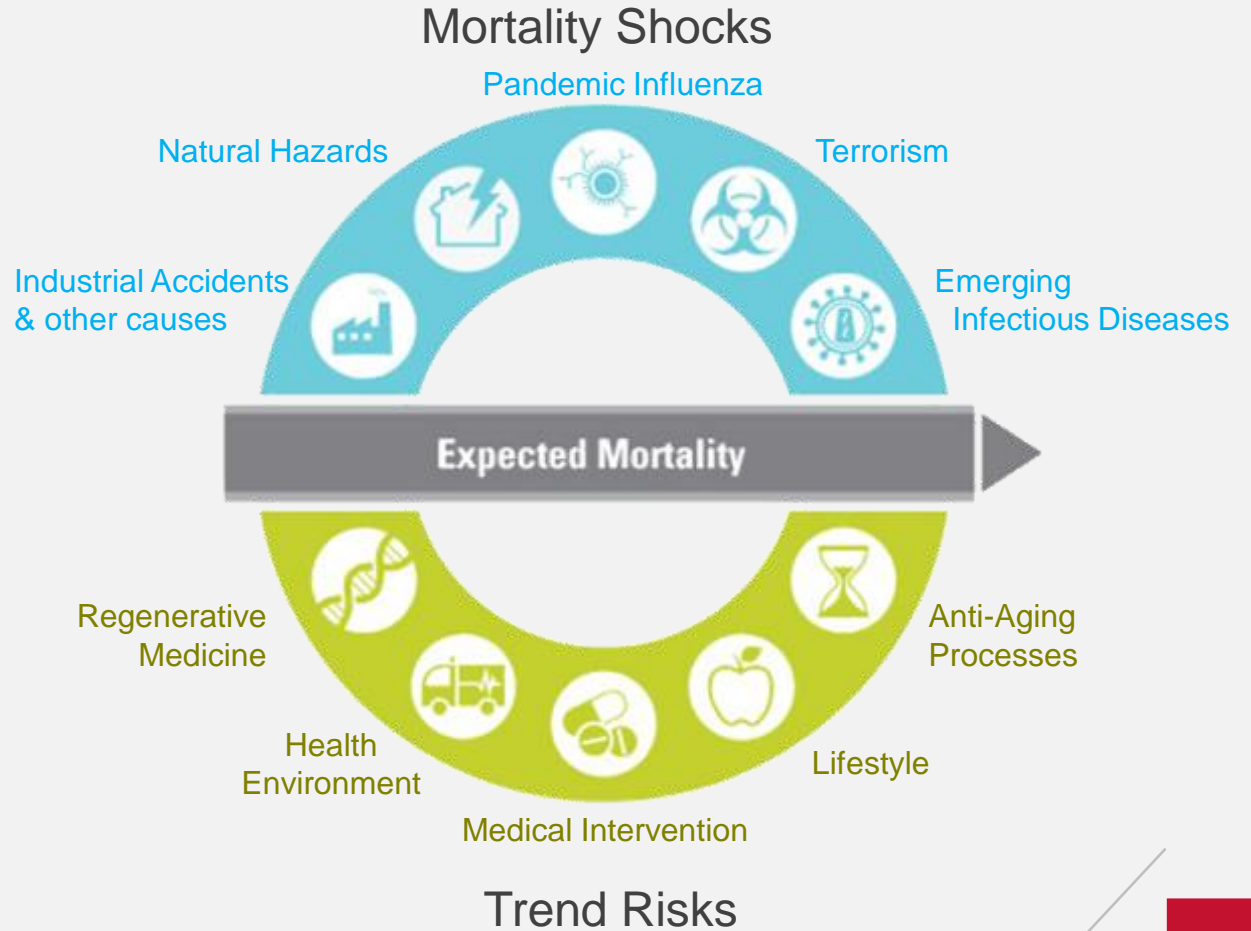 Mortality Shocks
Pandemic Influenza
Natural Hazards
Terrorism
Industrial Accidents
& other causes
Emerging
Infectious Diseases
Expected Mortality
Regenerative
Medicine
Anti-Aging
Processes
Health
Environment
Lifestyle
Medical Intervention
Trend Risks